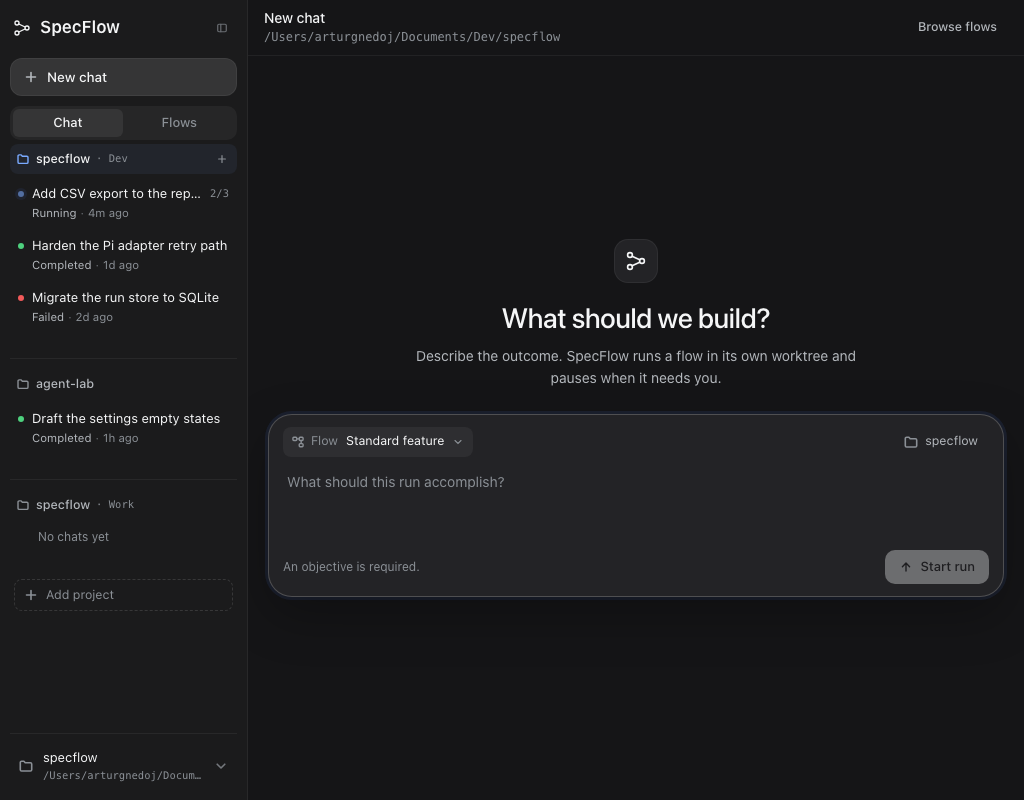 SpecFlow
New chat
Chat
Flows
specflow · Dev
Add CSV export to the rep... 2/3
Running · 4m ago
Harden the Pi adapter retry path
Completed · 1d ago
Migrate the run store to SQLite
Failed · 2d ago
agent-lab
Draft the settings empty states
Completed · 1h ago
specflow · Work
No chats yet
Add project
specflow
/Users/arturgnedoj/Docum…
New chat
/Users/arturgnedoj/Documents/Dev/specflow
Browse flows
What should we build?
Describe the outcome. SpecFlow runs a flow in its own worktree and
pauses when it needs you.
Flow Standard feature
specflow
What should this run accomplish?
An objective is required.
Start run